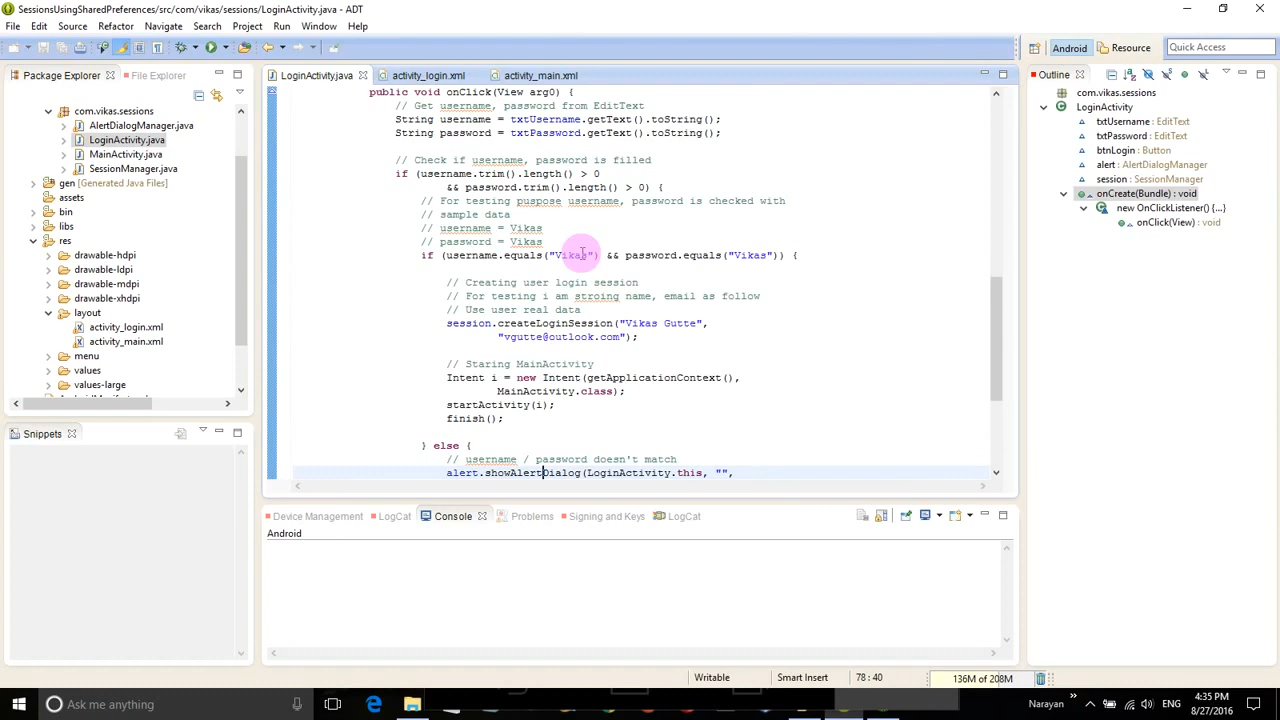 SessionsUsingSharedPreferences/src/com/vikas/sessions/LoginActivity.java - ADT
File Edit Source Refactor Navigate Search Project Run Window Help
Android
Resource
Quick Access
Package Explorer
File Explorer
com.vikas.sessions
AlertDialogManager.java
LoginActivity.java
MainActivity.java
SessionManager.java
gen [Generated Java Files]
assets
bin
libs
res
drawable-hdpi
drawable-ldpi
drawable-mdpi
drawable-xhdpi
layout
activity_login.xml
activity_main.xml
menu
values
values-large
Snippets
LoginActivity.java
activity_login.xml
activity_main.xml
public void onClick(View arg0) {
// Get username, password from EditText
String username = txtUsername.getText().toString();
String password = txtPassword.getText().toString();
// Check if username, password is filled
if (username.trim().length() > 0
&& password.trim().length() > 0) {
// For testing puspose username, password is checked with
// sample data
// username = Vikas
// password = Vikas
if (username.equals("Vikas") && password.equals("Vikas")) {
// Creating user login session
// For testing i am stroing name, email as follow
// Use user real data
session.createLoginSession("Vikas Gutte",
"vgutte@outlook.com");
// Staring MainActivity
Intent i = new Intent(getApplicationContext(),
MainActivity.class);
startActivity(i);
finish();
} else {
// username / password doesn't match
alert.showAlertDialog(LoginActivity.this, "",
Outline
com.vikas.sessions
LoginActivity
txtUsername : EditText
txtPassword : EditText
btnLogin : Button
alert : AlertDialogManager
session : SessionManager
onCreate(Bundle) : void
new OnClickListener() {...}
onClick(View) : void
Device Management
LogCat
Console
Problems
Signing and Keys
LogCat
Android
Writable
Smart Insert
78 : 40
136M of 208M
Ask me anything
Narayan
ENG
4:35 PM
8/27/2016